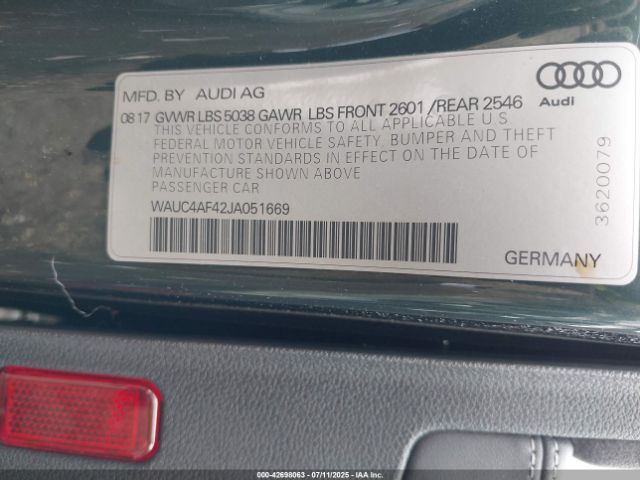 MFD. BY AUDI AG
Audi
08.17 GVWR LBS 5038 GAWR LBS FRONT 2601 /REAR 2546
THIS VEHICLE CONFORMS TO ALL APPLICABLE U S
FEDERAL MOTOR VEHICLE SAFETY, BUMPER AND THEFT
PREVENTION STANDARDS IN EFFECT ON THE DATE OF
MANUFACTURE SHOWN ABOVE
PASSENGER CAR
WAUC4AF42JA051669
GERMANY
3620079
000-42698063 - 07/11/2025 - IAAI.COM